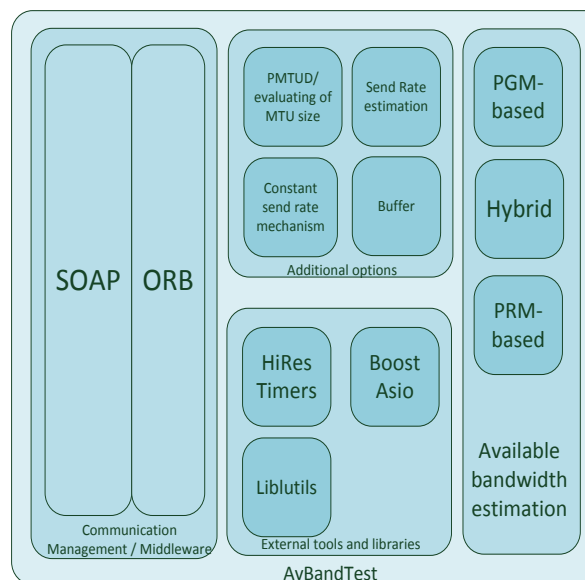 SOAP
ORB
Communication
Management / Middleware
PMTUD/
evaluating of
MTU size
Send Rate
estimation
Constant
send rate
mechanism
Buffer
Additional options
HiRes
Timers
Boost
Asio
Liblutils
External tools and libraries
PGM-
based
Hybrid
PRM-
based
Available
bandwidth
estimation
AvBandTest